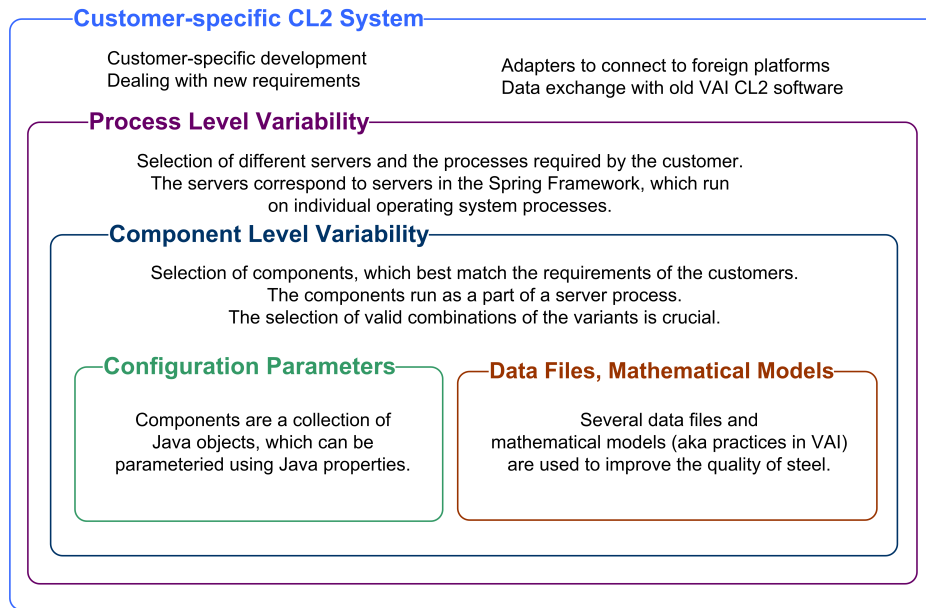 Customer-specific CL2 System
Customer-specific development
Dealing with new requirements
Adapters to connect to foreign platforms
Data exchange with old VAI CL2 software
Process Level Variability
Selection of different servers and the processes required by the customer.
The servers correspond to servers in the Spring Framework, which run
on individual operating system processes.
Component Level Variability
Selection of components, which best match the requirements of the customers.
The components run as a part of a server process.
The selection of valid combinations of the variants is crucial.
Configuration Parameters
Components are a collection of
Java objects, which can be
parameteried using Java properties.
Data Files, Mathematical Models
Several data files and
mathematical models (aka practices in VAI)
are used to improve the quality of steel.